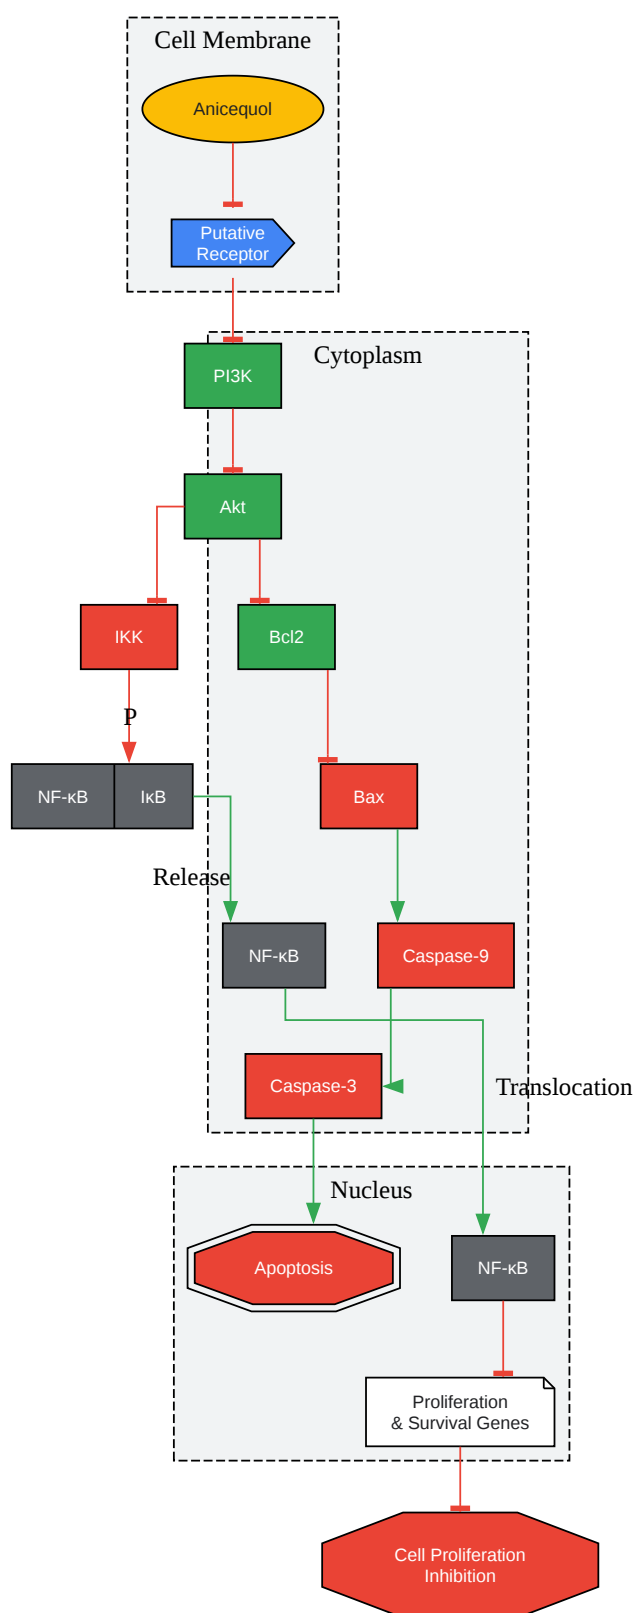 Cell Membrane
Anicequol
Putative
Receptor
Cytoplasm
PI3K
Akt
IKK
Bcl2
P
NF-κB
IκB
Bax
Release
NF-κB
Caspase-9
Caspase-3
Translocation
Nucleus
Apoptosis
NF-κB
Proliferation
& Survival Genes
Cell Proliferation
Inhibition